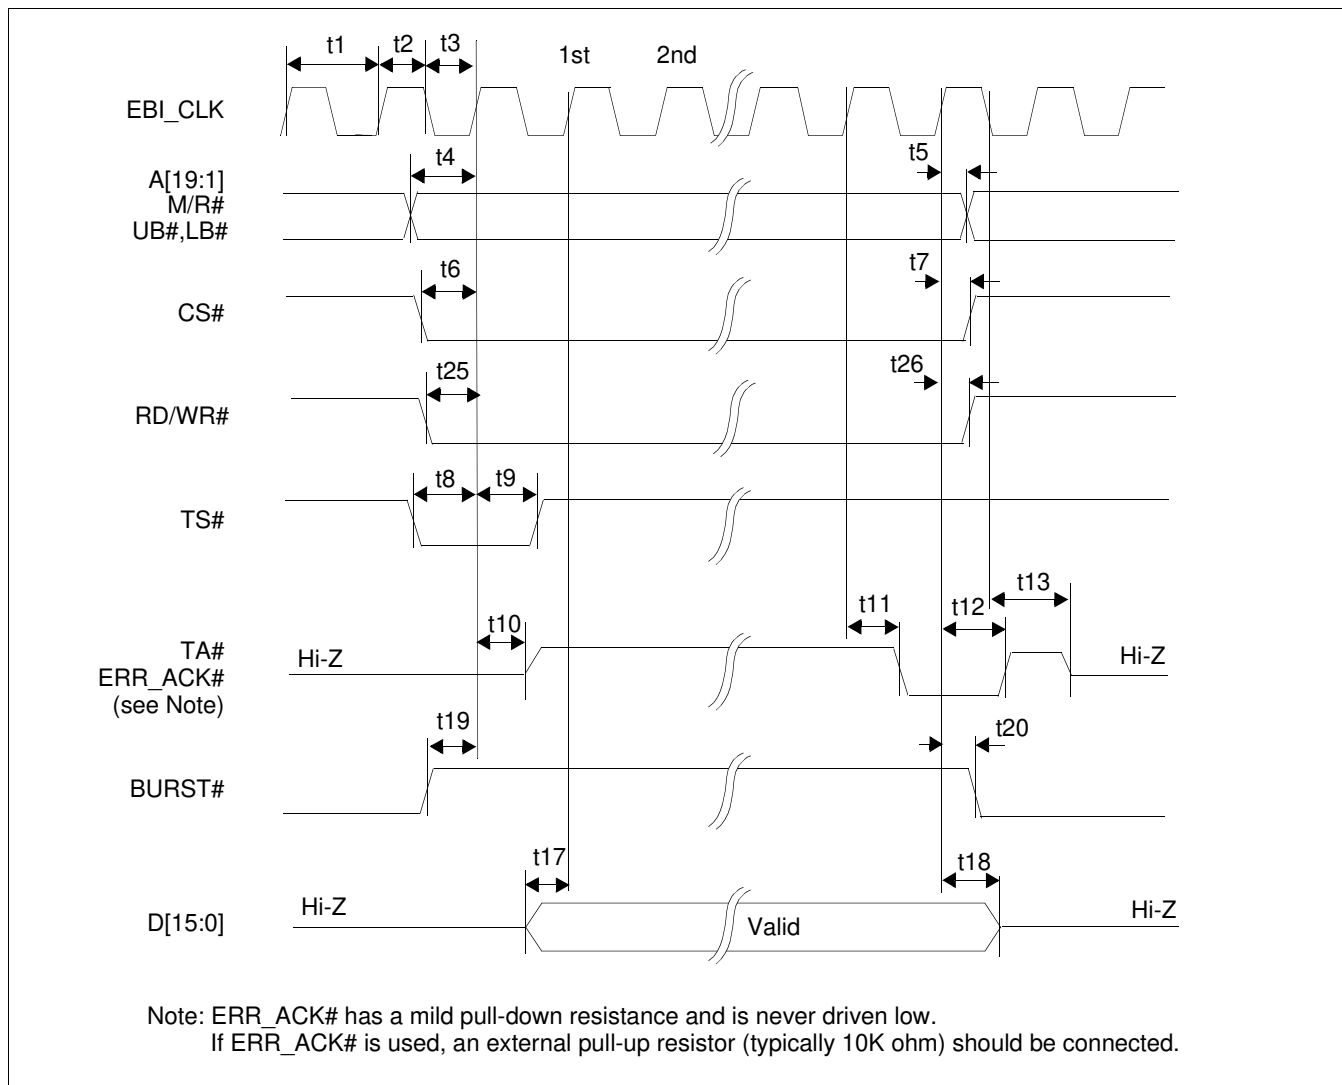 t1 t2 t3 1st 2nd
EBI_CLK
t4 t5
A[19:1]
M/R#
UB#,LB#
t6 t7
CS#
t25 t26
RD/WR#
t8 t9
TS#
t10 t11 t12 t13
TA#
ERR_ACK#
(see Note)
Hi-Z Hi-Z
t19 t20
BURST#
t17 t18
D[15:0] Hi-Z Valid Hi-Z
Note: ERR_ACK# has a mild pull-down resistance and is never driven low.
If ERR_ACK# is used, an external pull-up resistor (typically 10K ohm) should be connected.